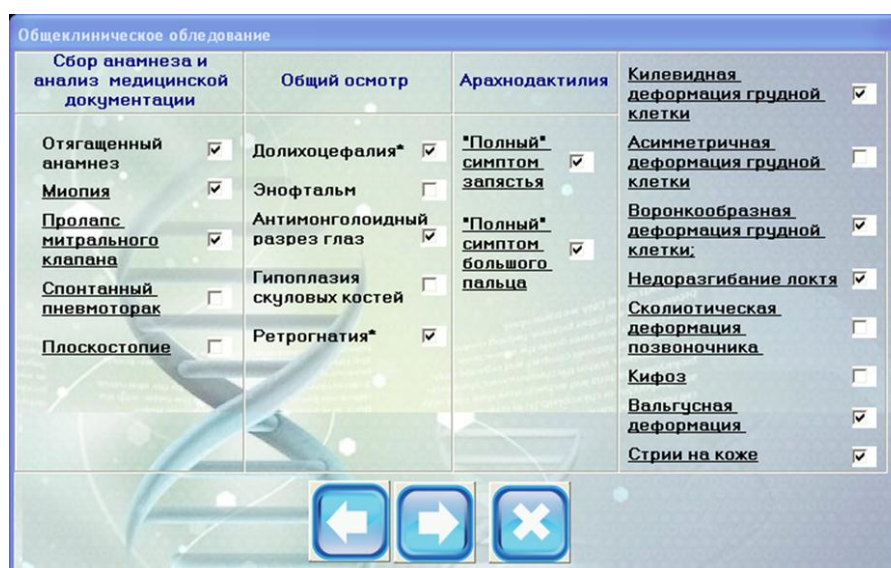 Общеклиническое обледование
Сбор анамнеза и
анализ медицинской
документации
Отягащенный
анамнез
Миопия
Пролапс
митрального
клапана
Спонтанный
пневмоторак
Плоскостопие
Общий осмотр
Долихоцефалия*
Энофтальм
Антимонголоидный
разрез глаз
Гипоплазия
скуловых костей
Ретрогнатия*
Арахнодактилия
"Полный"
симптом
запястья
"Полный"
симптом
большого
пальца
Килевидная
деформация грудной
клетки
Асимметричная
деформация грудной
клетки
Воронкообразная
деформация грудной
клетки;
Недоразгибание локтя
Сколиотическая
деформация
позвоночника
Кифоз
Вальгусная
деформация
Стрии на коже